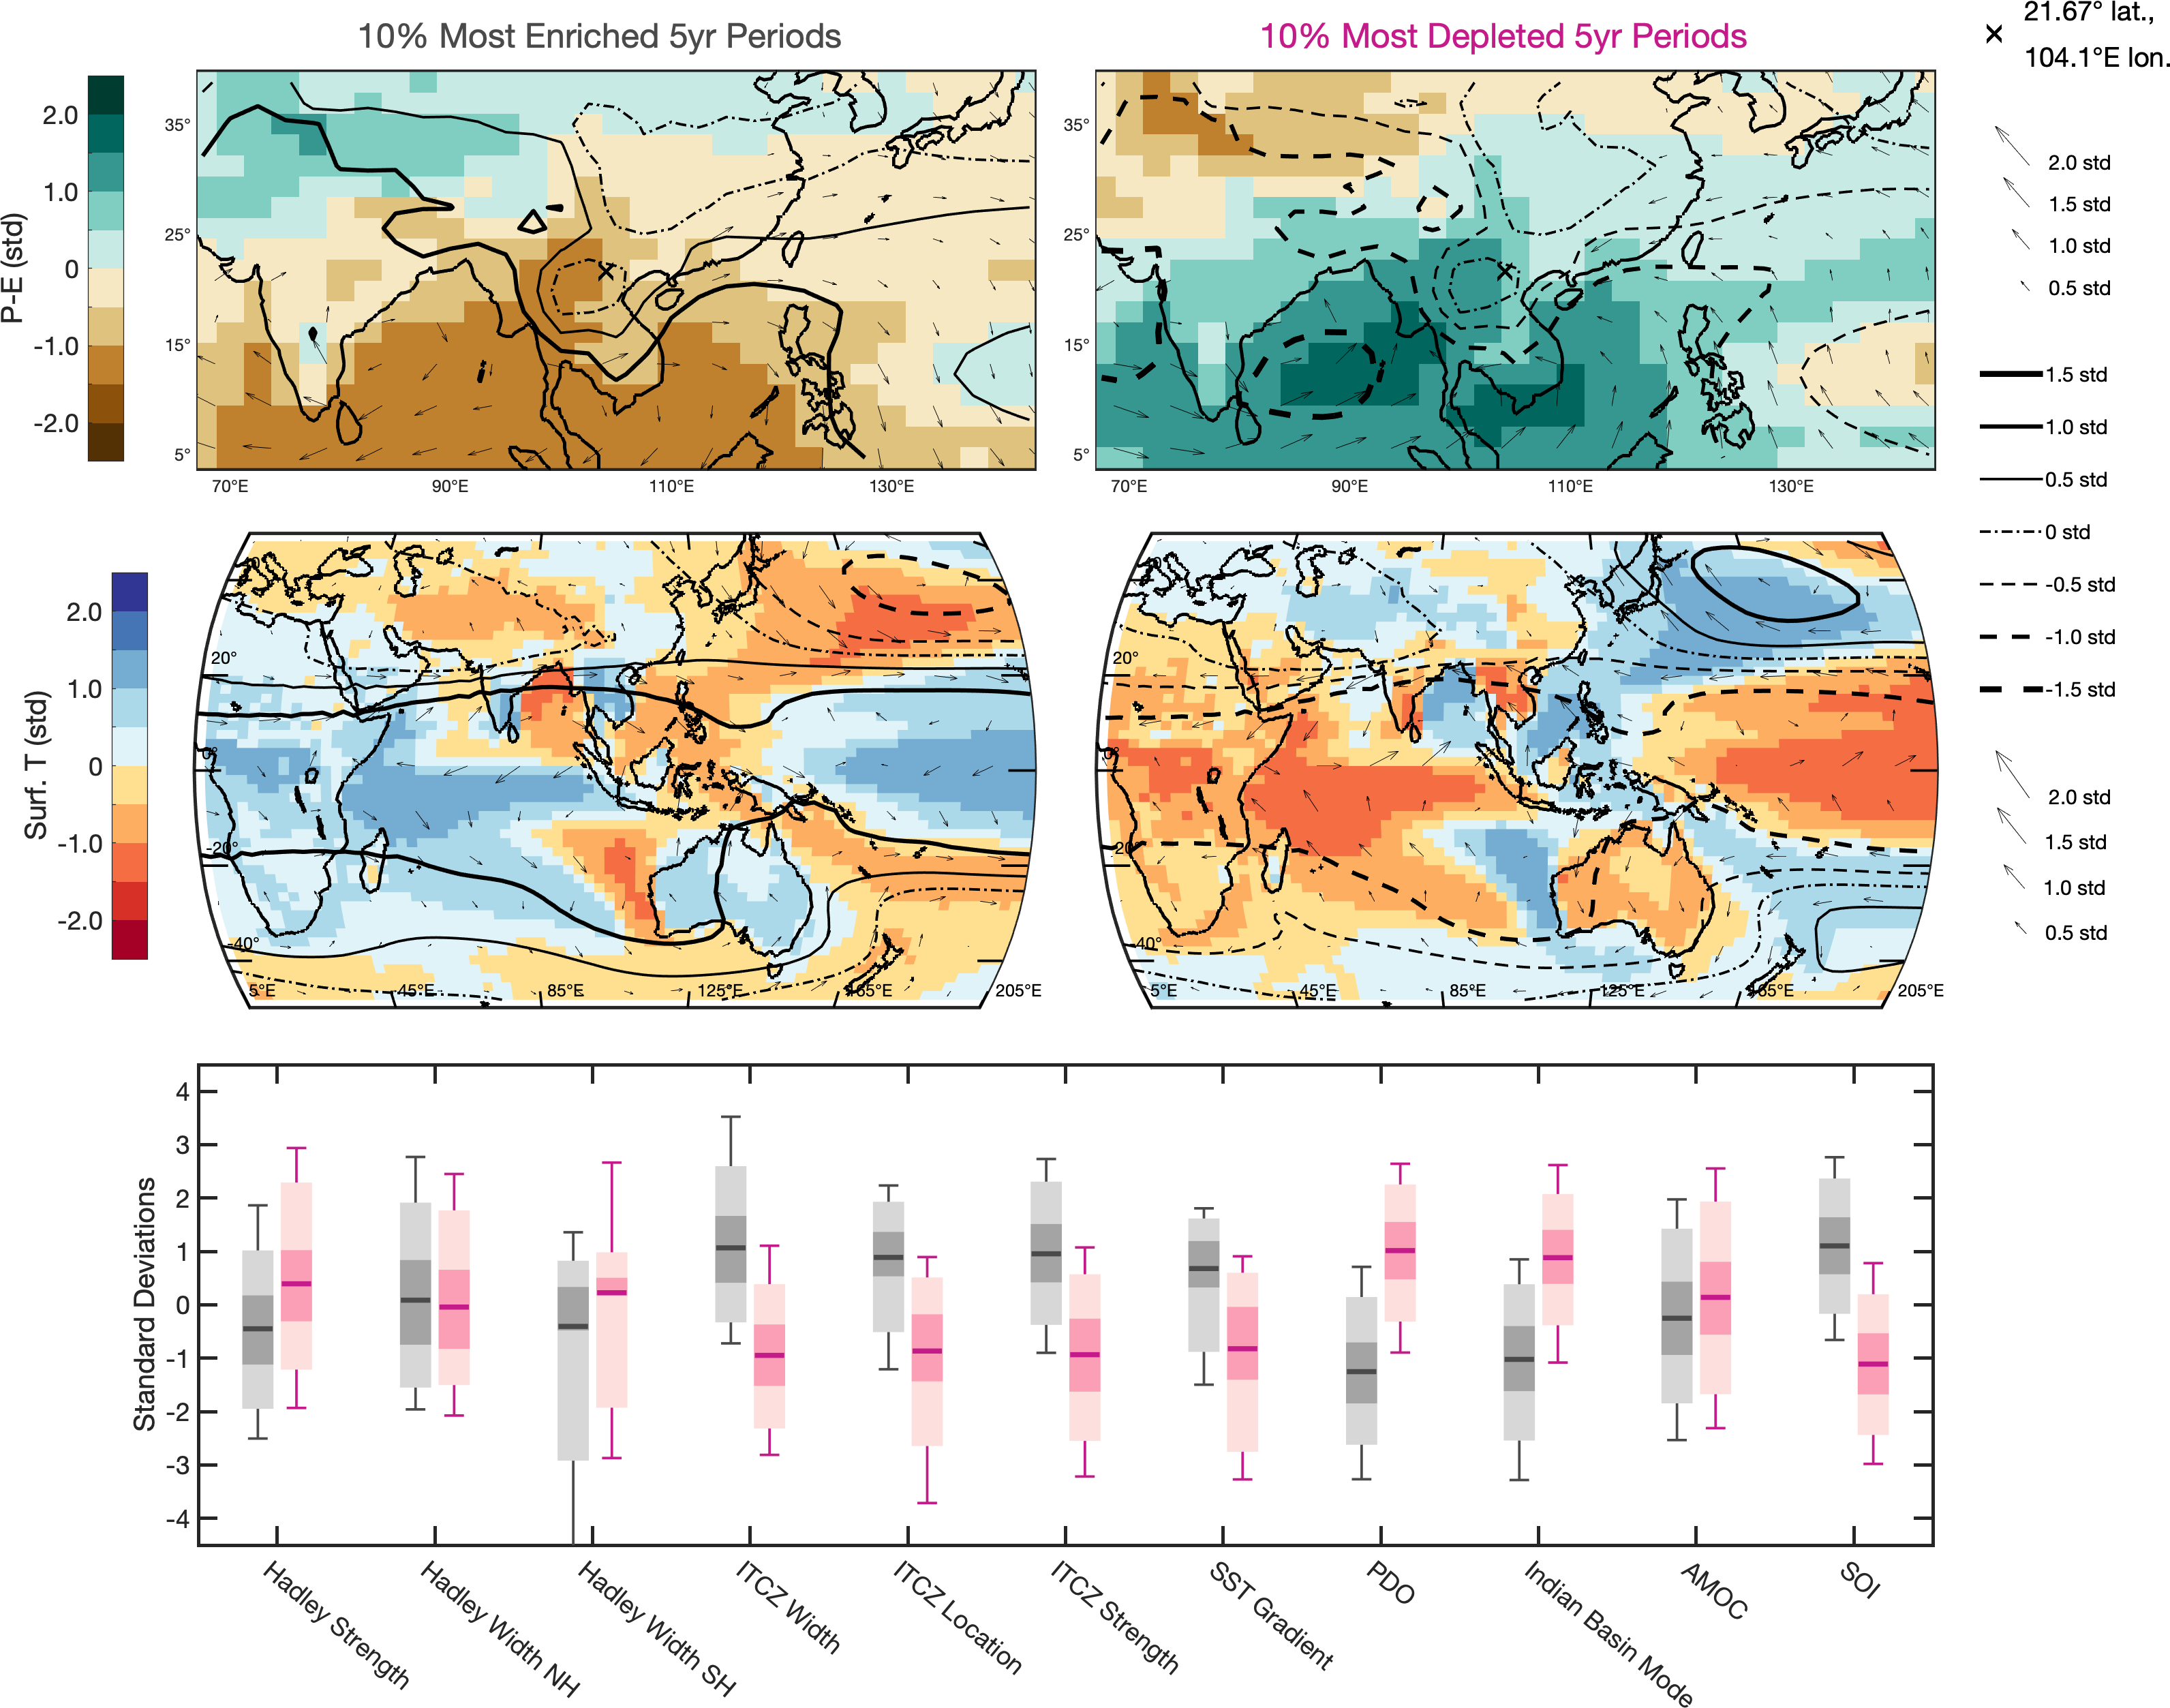 10% Most Enriched 5yr Periods
10% Most Depleted 5yr Periods
21.67° lat.,
104.1°E lon.
P-E (std)
2.0
1.0
0
-1.0
-2.0
35°
25°
15°
5°
70°E
90°E
110°E
130°E
35°
25°
15°
5°
70°E
90°E
110°E
130°E
2.0 std
1.5 std
1.0 std
0.5 std
1.5 std
1.0 std
0.5 std
0 std
-0.5 std
-1.0 std
-1.5 std
Surf. T (std)
2.0
1.0
0
-1.0
-2.0
20°
0°
-20°
-40°
5°E
45°E
85°E
125°E
165°E
205°E
20°
0°
-20°
-40°
5°E
45°E
85°E
125°E
165°E
205°E
2.0 std
1.5 std
1.0 std
0.5 std
Standard Deviations
4
3
2
1
0
-1
-2
-3
-4
Hadley Strength
Hadley Width NH
Hadley Width SH
ITCZ Width
ITCZ Location
ITCZ Strength
SST Gradient
PDO
Indian Basin Mode
AMOC
SOI